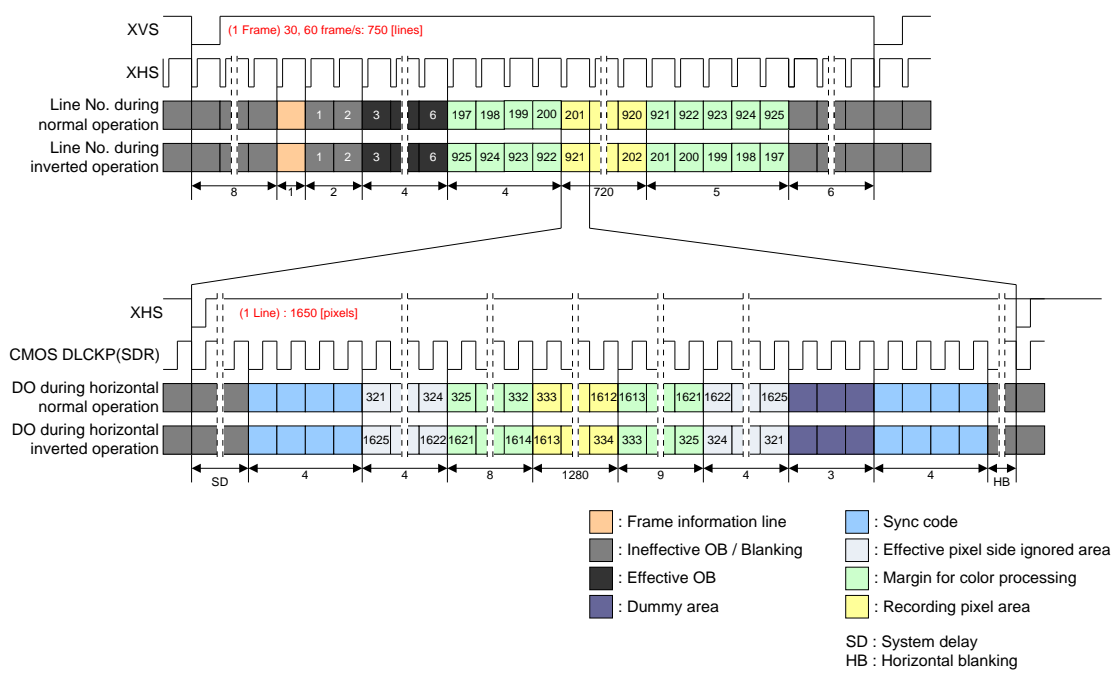 XVS
(1 Frame) 30, 60 frame/s: 750 [lines]
XHS
Line No. during
normal operation
1 2 3 6 197 198 199 200 201 920 921 922 923 924 925
Line No. during
inverted operation
1 2 3 6 925 924 923 922 921 202 201 200 199 198 197
8 1 2 4 4 720 5 6
XHS
(1 Line) : 1650 [pixels]
CMOS DLCKP(SDR)
DO during horizontal
normal operation
321 324 325 332 333 1612 1613 1621 1622 1625
DO during horizontal
inverted operation
1625 1622 1621 1614 1613 334 333 325 324 321
SD 4 4 8 1280 9 4 3 4 HB
: Frame information line
: Ineffective OB / Blanking
: Effective OB
: Dummy area
: Sync code
: Effective pixel side ignored area
: Margin for color processing
: Recording pixel area
SD : System delay
HB : Horizontal blanking